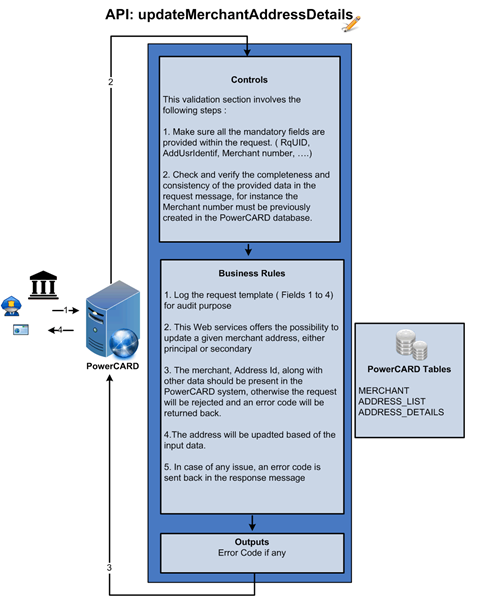 API: updateMerchantAddressDetails
2
Controls
This validation section involves the
following steps :
1. Make sure all the mandatory fields are
provided within the request. ( RqUID,
AddUsrIdentif, Merchant number, ….)
2. Check and verify the completeness and
consistency of the provided data in the
request message, for instance the
Merchant number must be previously
created in the PowerCARD database.
Business Rules
1. Log the request template ( Fields 1 to 4)
for audit purpose
2. This Web services offers the possibility to
update a given merchant address, either
principal or secondary
3. The merchant, Address Id, along with
other data should be present in the
PowerCARD system, otherwise the request
will be rejected and an error code will be
returned back.
4.The address will be upadted based of the
input data.
5. In case of any issue, an error code is
sent back in the response message
Outputs
Error Code if any
1
4
PowerCARD
3
PowerCARD Tables
MERCHANT
ADDRESS_LIST
ADDRESS_DETAILS